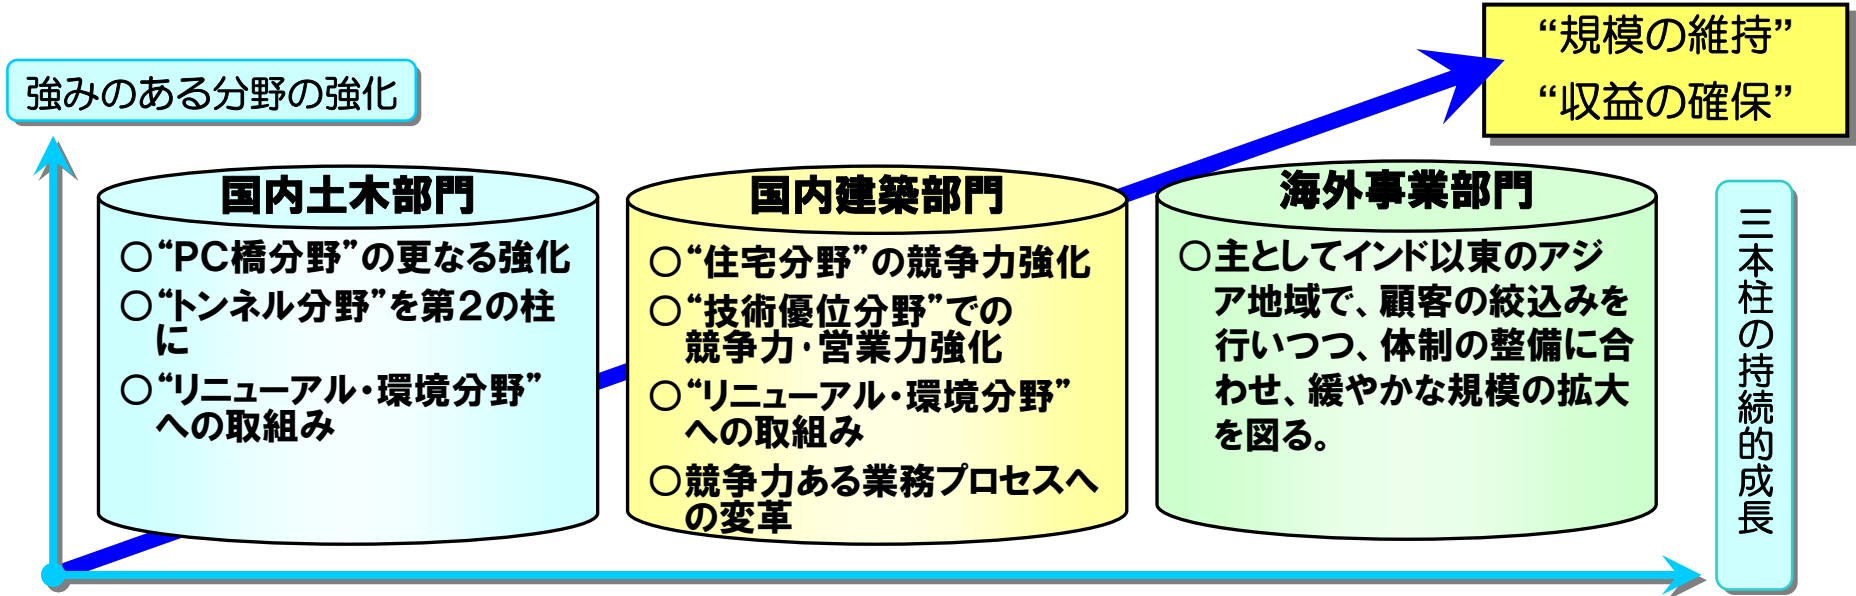 “規模の維持”
“収益の確保”
強みのある分野の強化
国内土木部門
○“PC橋分野”の更なる強化
○“トンネル分野”を第2の柱
に
○“リニューアル・環境分野”
への取組み
国内建築部門
○“住宅分野”の競争力強化
○“技術優位分野”での
競争力・営業力強化
○“リニューアル・環境分野”
への取組み
○競争力ある業務プロセスへ
の変革
海外事業部門
○主としてインド以東のアジ
ア地域で、顧客の絞込みを
行いつつ、体制の整備に合
わせ、緩やかな規模の拡大
を図る。
三本柱の持続的成長